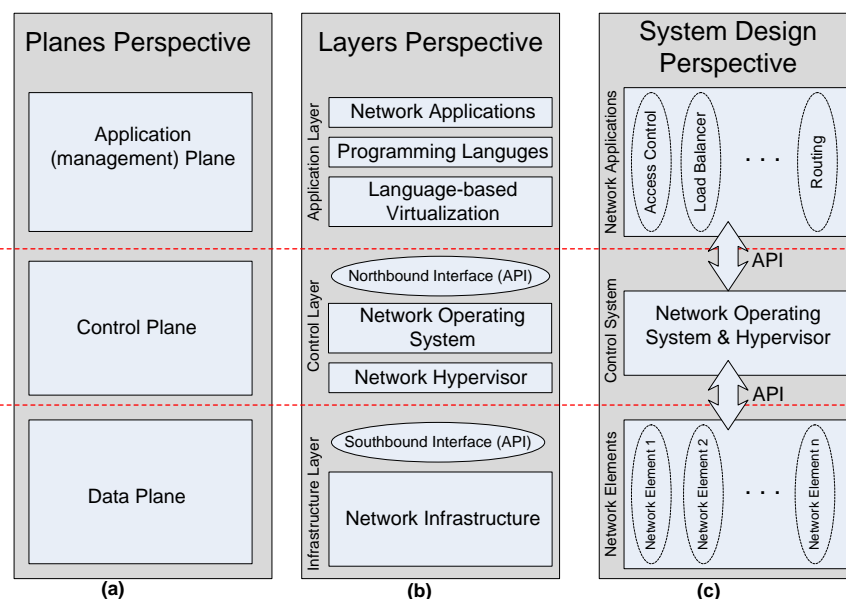 Planes Perspective
Application
(management) Plane
Control Plane
Data Plane
(a)
Layers Perspective
Application Layer
Network Applications
Programming Languges
Language-based
Virtualization
Control Layer
Northbound Interface (API)
Network Operating
System
Network Hypervisor
Infrastructure Layer
Southbound Interface (API)
Network Infrastructure
(b)
System Design
Perspective
Network Applications
Access Control
Load Balancer
. . .
Routing
API
Control System
Network Operating
System & Hypervisor
API
Network Elements
Network Element 1
Network Element 2
. . .
Network Element n
(c)